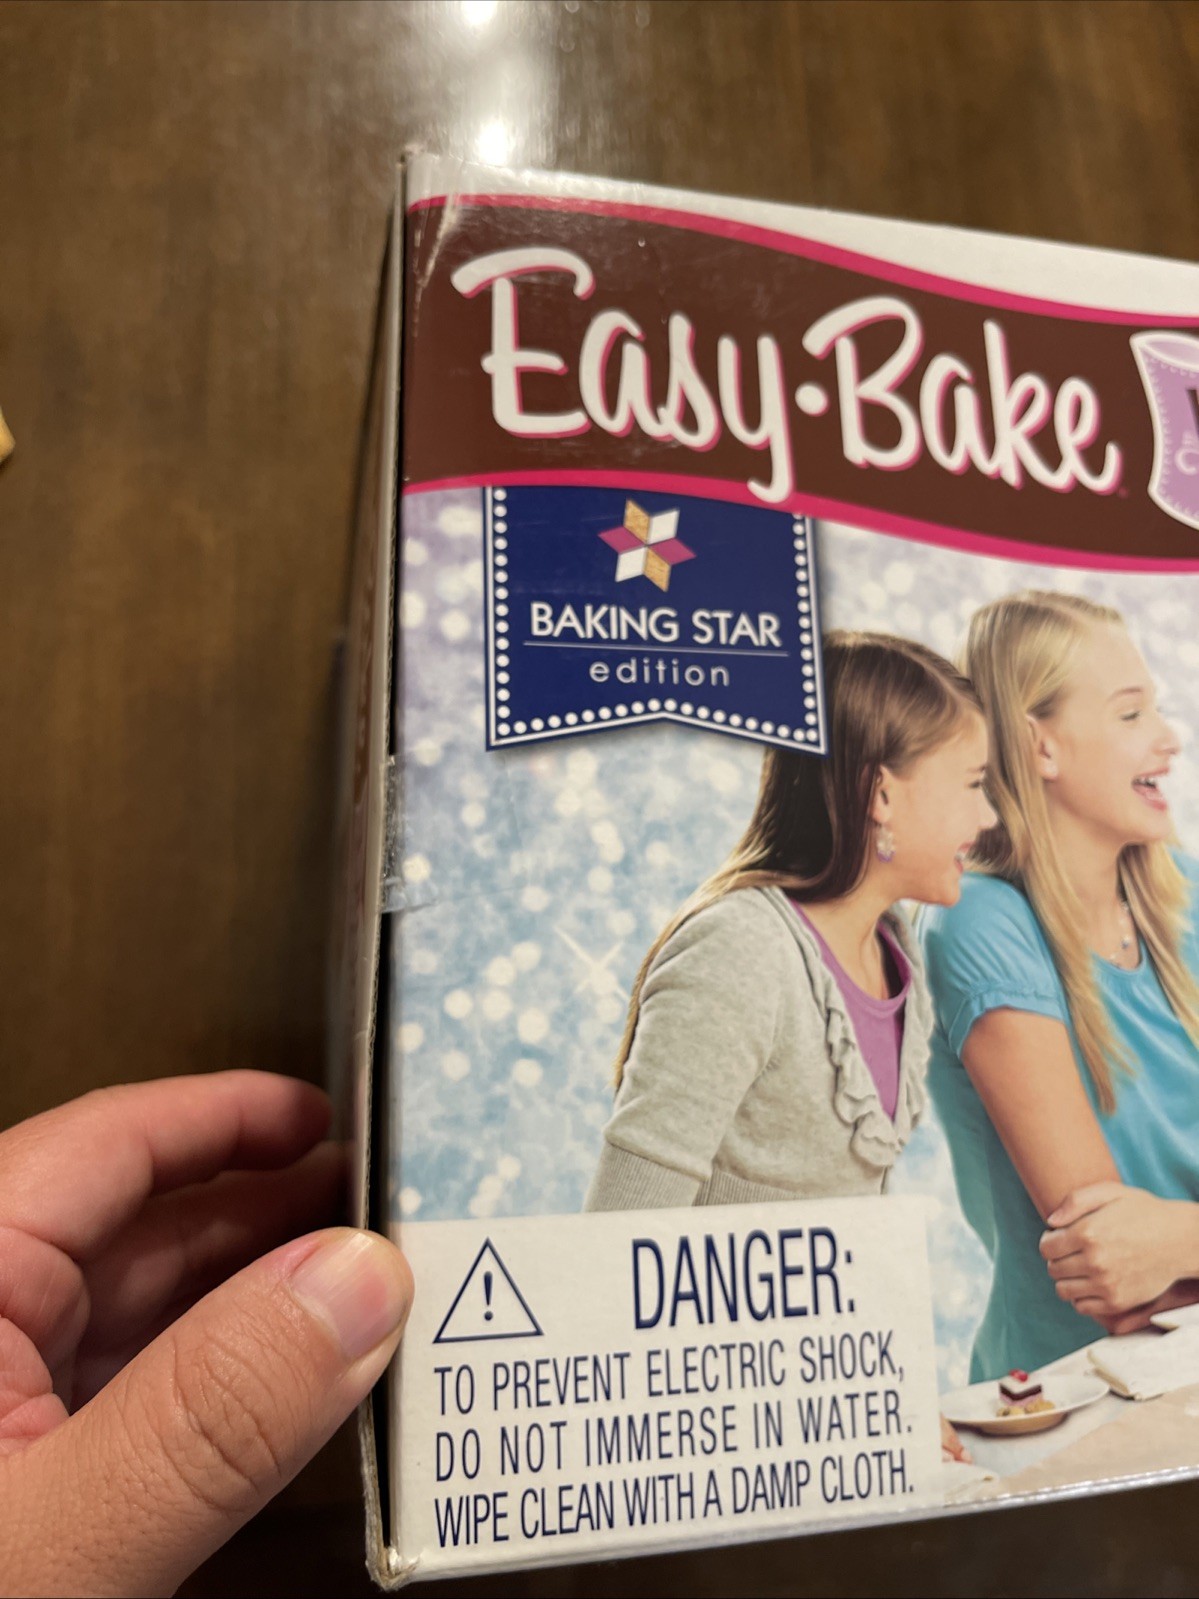 Easy·Bake
BAKING STAR
edition
DANGER:
TO PREVENT ELECTRIC SHOCK,
DO NOT IMMERSE IN WATER.
WIPE CLEAN WITH A DAMP CLOTH.